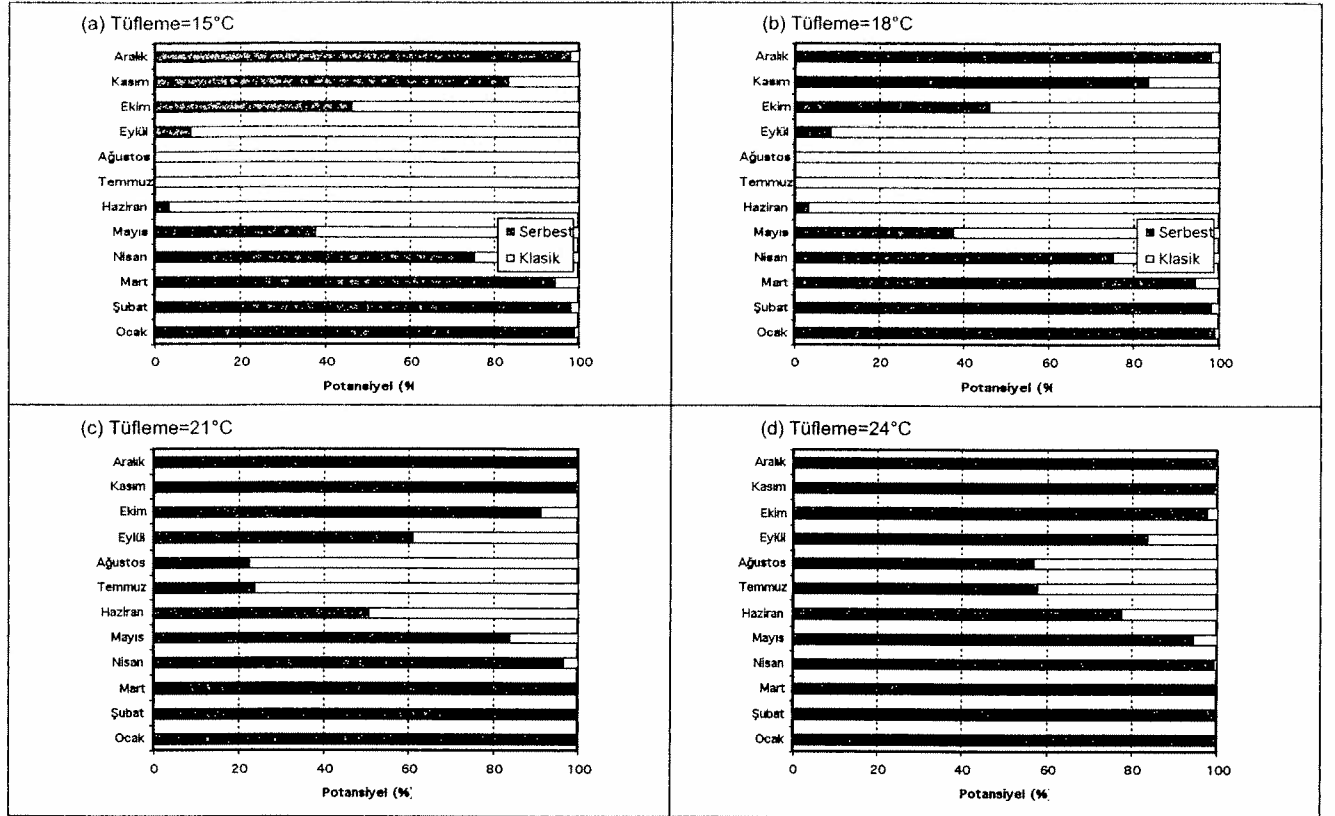 (a) Tüfleme=15°C
Aralık
Kasım
Ekim
Eylül
Ağustos
Temmuz
Haziran
Mayıs
Nisan
Mart
Şubat
Ocak
Serbest
Klasik
0 20 40 60 80 100
Potansiyel (%
(b) Tüfleme=18°C
Aralık
Kasım
Ekim
Eylül
Ağustos
Temmuz
Haziran
Mayıs
Nisan
Mart
Şubat
Ocak
Serbest
Klasik
0 20 40 60 80 100
Potansiyel (%
(c) Tüfleme=21°C
Aralık
Kasım
Ekim
Eylül
Ağustos
Temmuz
Haziran
Mayıs
Nisan
Mart
Şubat
Ocak
0 20 40 60 80 100
Potansiyel (%)
(d) Tüfleme=24°C
Aralık
Kasım
Ekim
Eylül
Ağustos
Temmuz
Haziran
Mayıs
Nisan
Mart
Şubat
Ocak
0 20 40 60 80 100
Potansiyel (%)